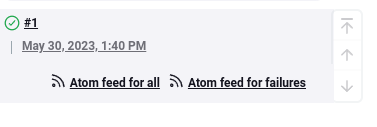 #1
May 30, 2023, 1:40 PM
Atom feed for all Atom feed for failures